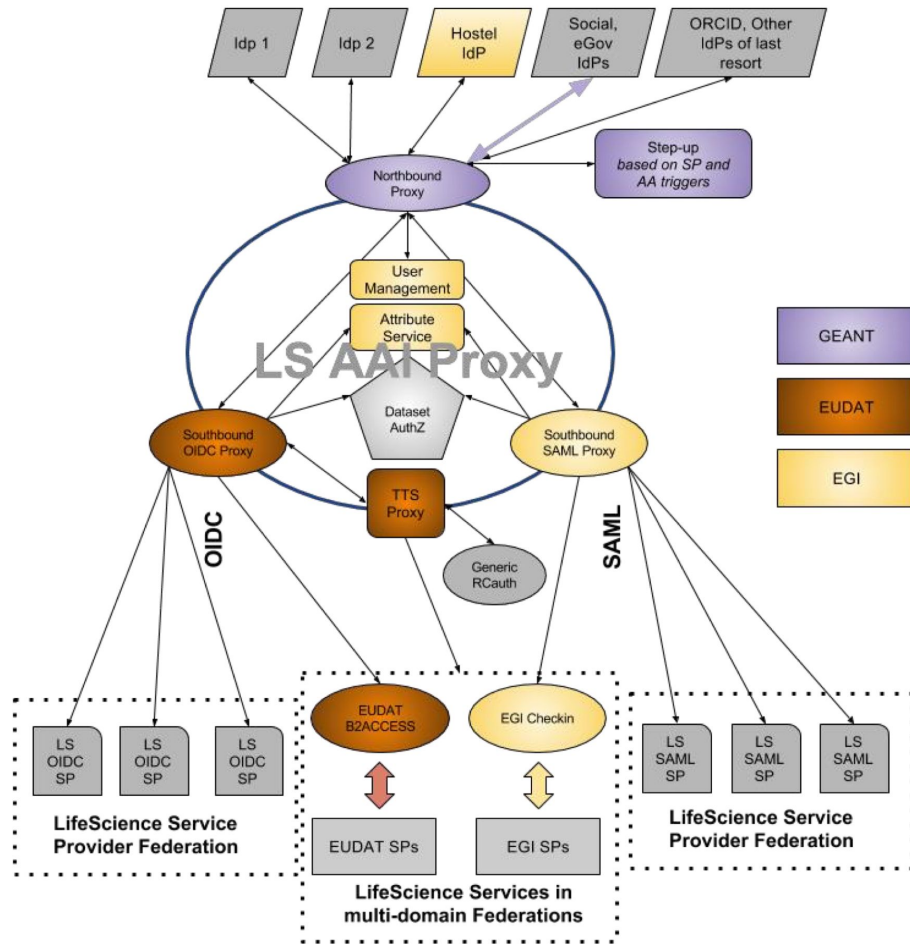 Idp 1
Idp 2
Hostel
IdP
Social,
eGov
IdPs
ORCID, Other
IdPs of last
resort
Step-up
based on SP and
AA triggers
Northbound
Proxy
User
Management
Attribute
Service
LS AAI Proxy
GEANT
EUDAT
EGI
Dataset
AuthZ
Southbound
OIDC Proxy
Southbound
SAML Proxy
TTS
Proxy
OIDC
SAML
Generic
RCauth
EUDAT
B2ACCESS
EGI Checkin
LS
OIDC
SP
LS
OIDC
SP
LS
OIDC
SP
LifeScience Service
Provider Federation
LS
SAML
SP
LS
SAML
SP
LS
SAML
SP
LifeScience Service
Provider Federation
EUDAT SPs
EGI SPs
LifeScience Services in
multi-domain Federations